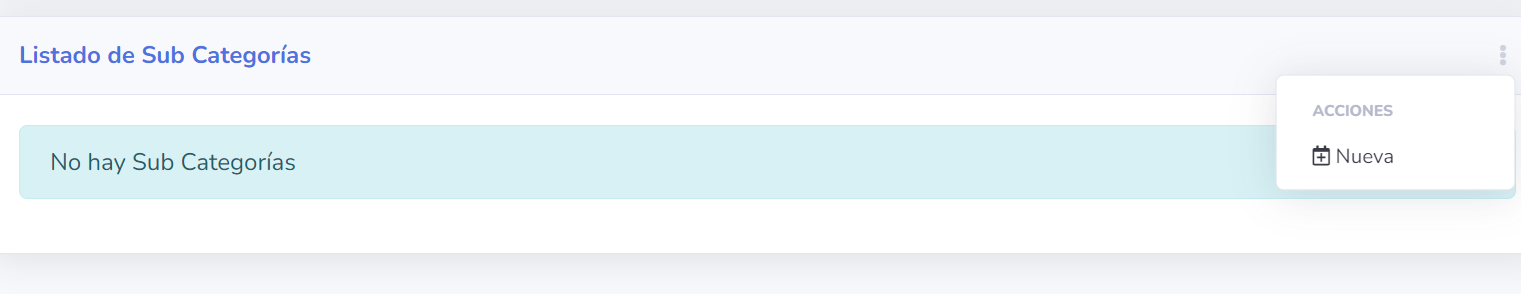 Listado de Sub Categorías
ACCIONES
Nueva
No hay Sub Categorías